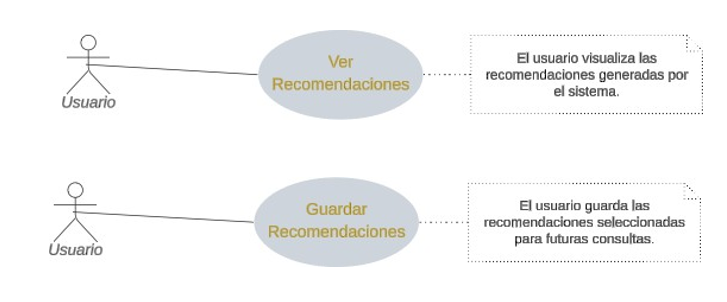 Usuario
Ver
Recomendaciones
El usuario visualiza las
recomendaciones generadas por
el sistema.
Usuario
Guardar
Recomendaciones
El usuario guarda las
recomendaciones seleccionadas
para futuras consultas.